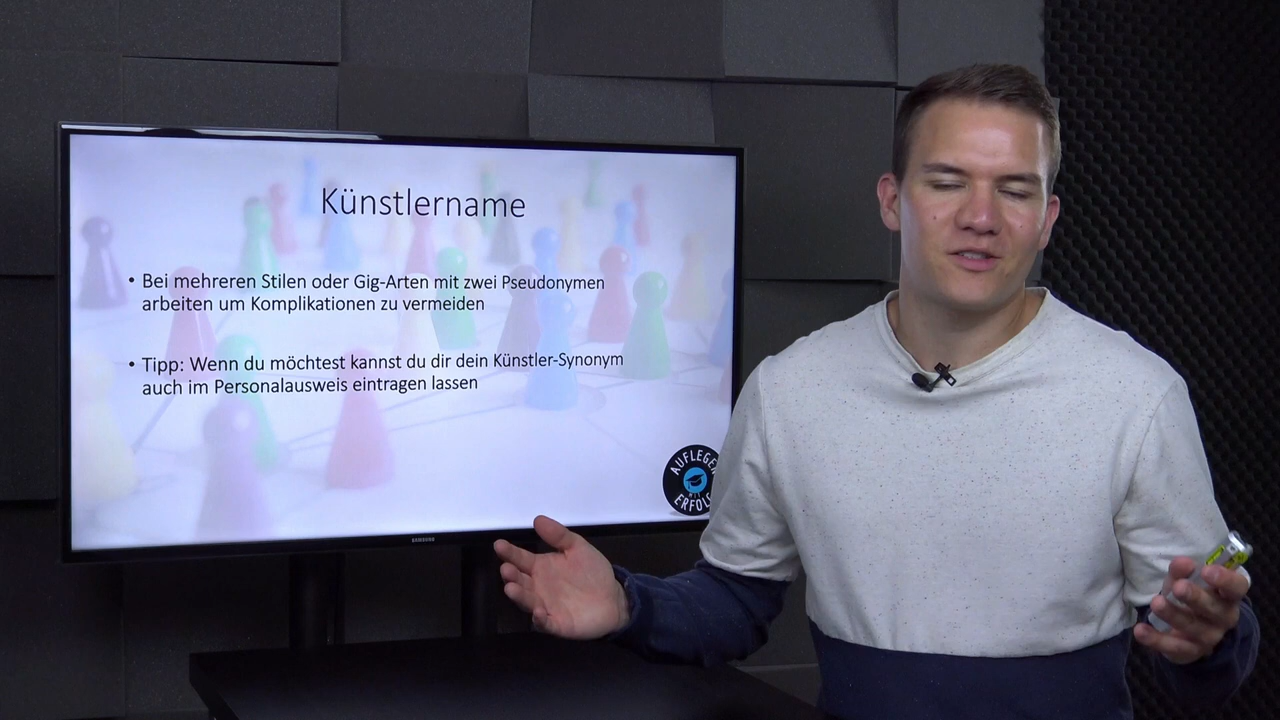 Künstlername
• Bei mehreren Stilen oder Gig-Arten mit zwei Pseudonymen
arbeiten um Komplikationen zu vermeiden
• Tipp: Wenn du möchtest kannst du dir dein Künstler-Synonym
auch im Personalausweis eintragen lassen
AUFLEGEN
MIT
ERFOLG
SAMSUNG